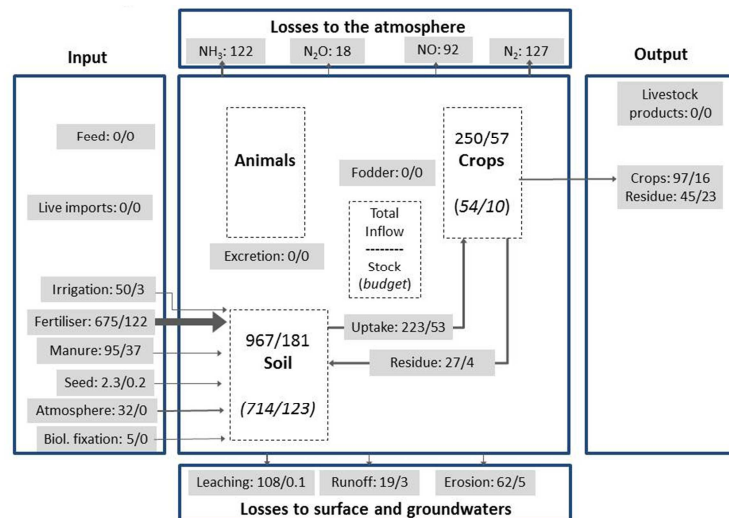 Losses to the atmosphere
NH₃: 122
N₂O: 18
NO: 92
N₂: 127
Input
Output
Feed: 0/0
Live imports: 0/0
Irrigation: 50/3
Fertiliser: 675/122
Manure: 95/37
Seed: 2.3/0.2
Atmosphere: 32/0
Biol. fixation: 5/0
Animals
Excretion: 0/0
Fodder: 0/0
Total
Inflow
--------
Stock
(budget)
250/57
Crops
(54/10)
967/181
Soil
(714/123)
Uptake: 223/53
Residue: 27/4
Livestock
products: 0/0
Crops: 97/16
Residue: 45/23
Leaching: 108/0.1
Runoff: 19/3
Erosion: 62/5
Losses to surface and groundwaters